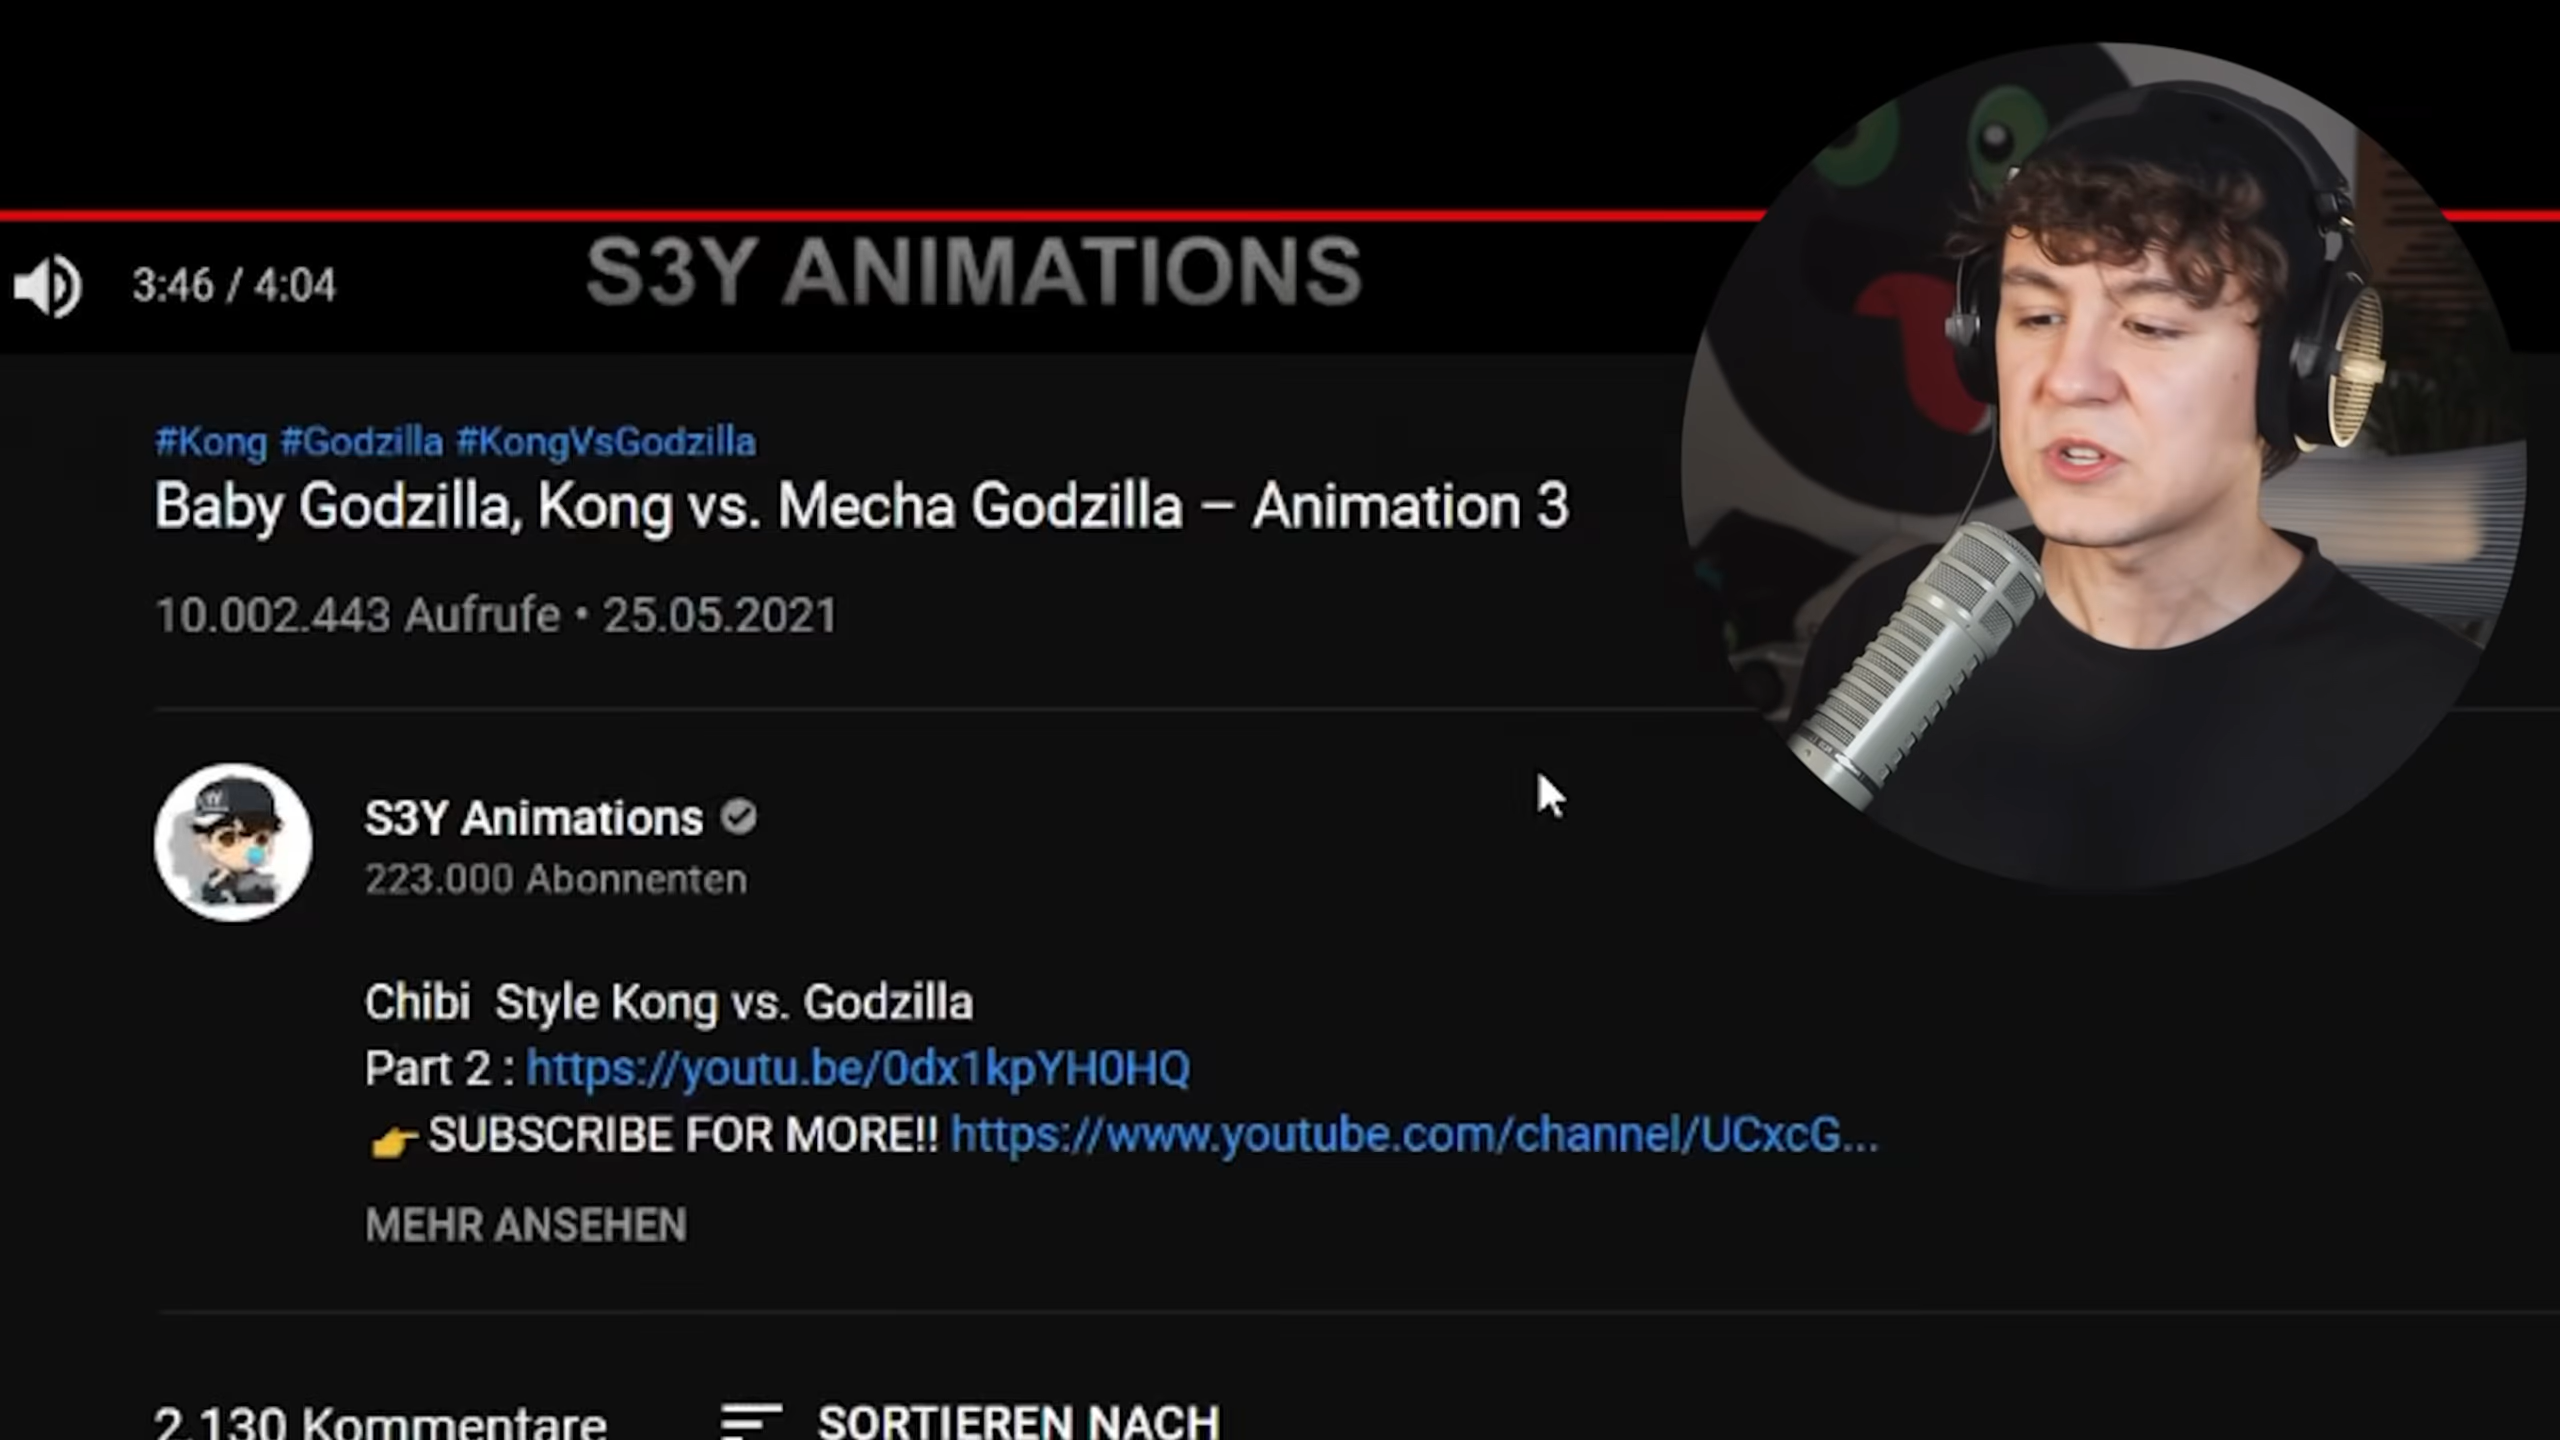 S3Y ANIMATIONS
3:46 / 4:04
#Kong #Godzilla #KongVsGodzilla
Baby Godzilla, Kong vs. Mecha Godzilla – Animation 3
10.002.443 Aufrufe • 25.05.2021
S3Y Animations
223.000 Abonnenten
Chibi  Style Kong vs. Godzilla
Part 2 : https://youtu.be/0dx1kpYH0HQ
👉 SUBSCRIBE FOR MORE!! https://www.youtube.com/channel/UCxcG...
MEHR ANSEHEN
2.130 Kommentare SORTIEREN NACH